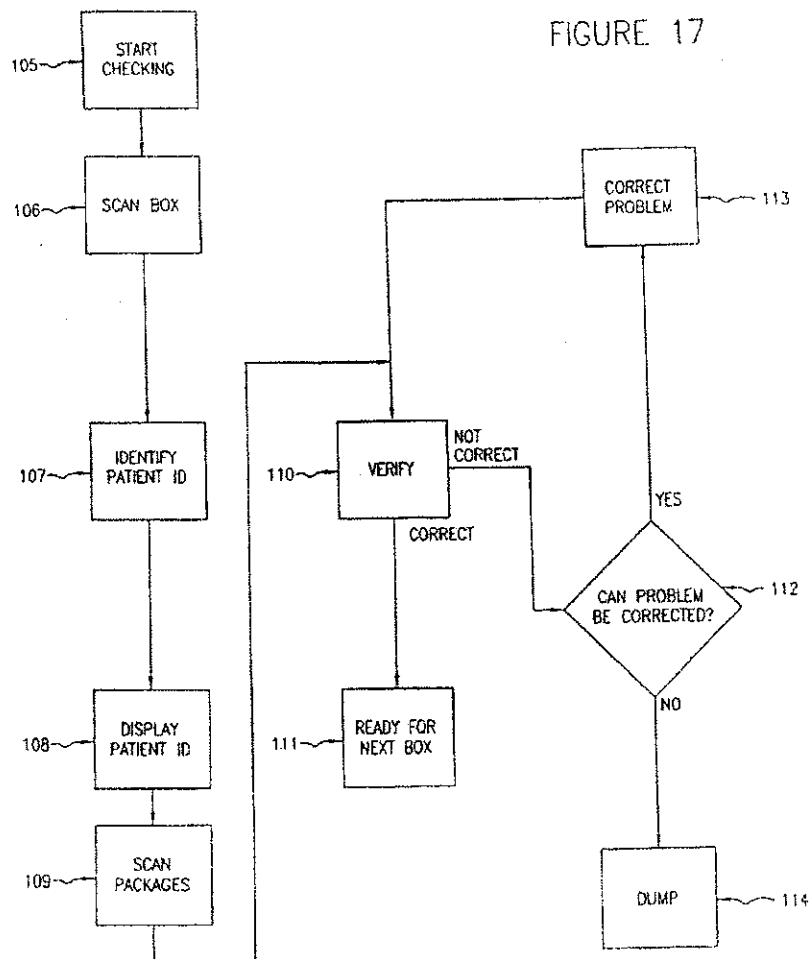 FIGURE 17
105
START
CHECKING
106
SCAN BOX
107
IDENTIFY
PATIENT ID
108
DISPLAY
PATIENT ID
109
SCAN
PACKAGES
110
VERIFY
NOT
CORRECT
CORRECT
111
READY FOR
NEXT BOX
CORRECT
PROBLEM
113
YES
CAN PROBLEM
BE CORRECTED?
112
NO
DUMP
114